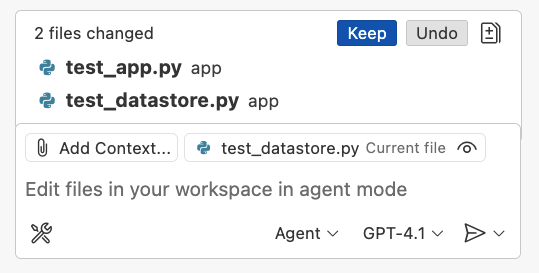 2 files changed Keep Undo
test_app.py app
test_datastore.py app
Add Context... test_datastore.py Current file
Edit files in your workspace in agent mode
Agent GPT-4.1